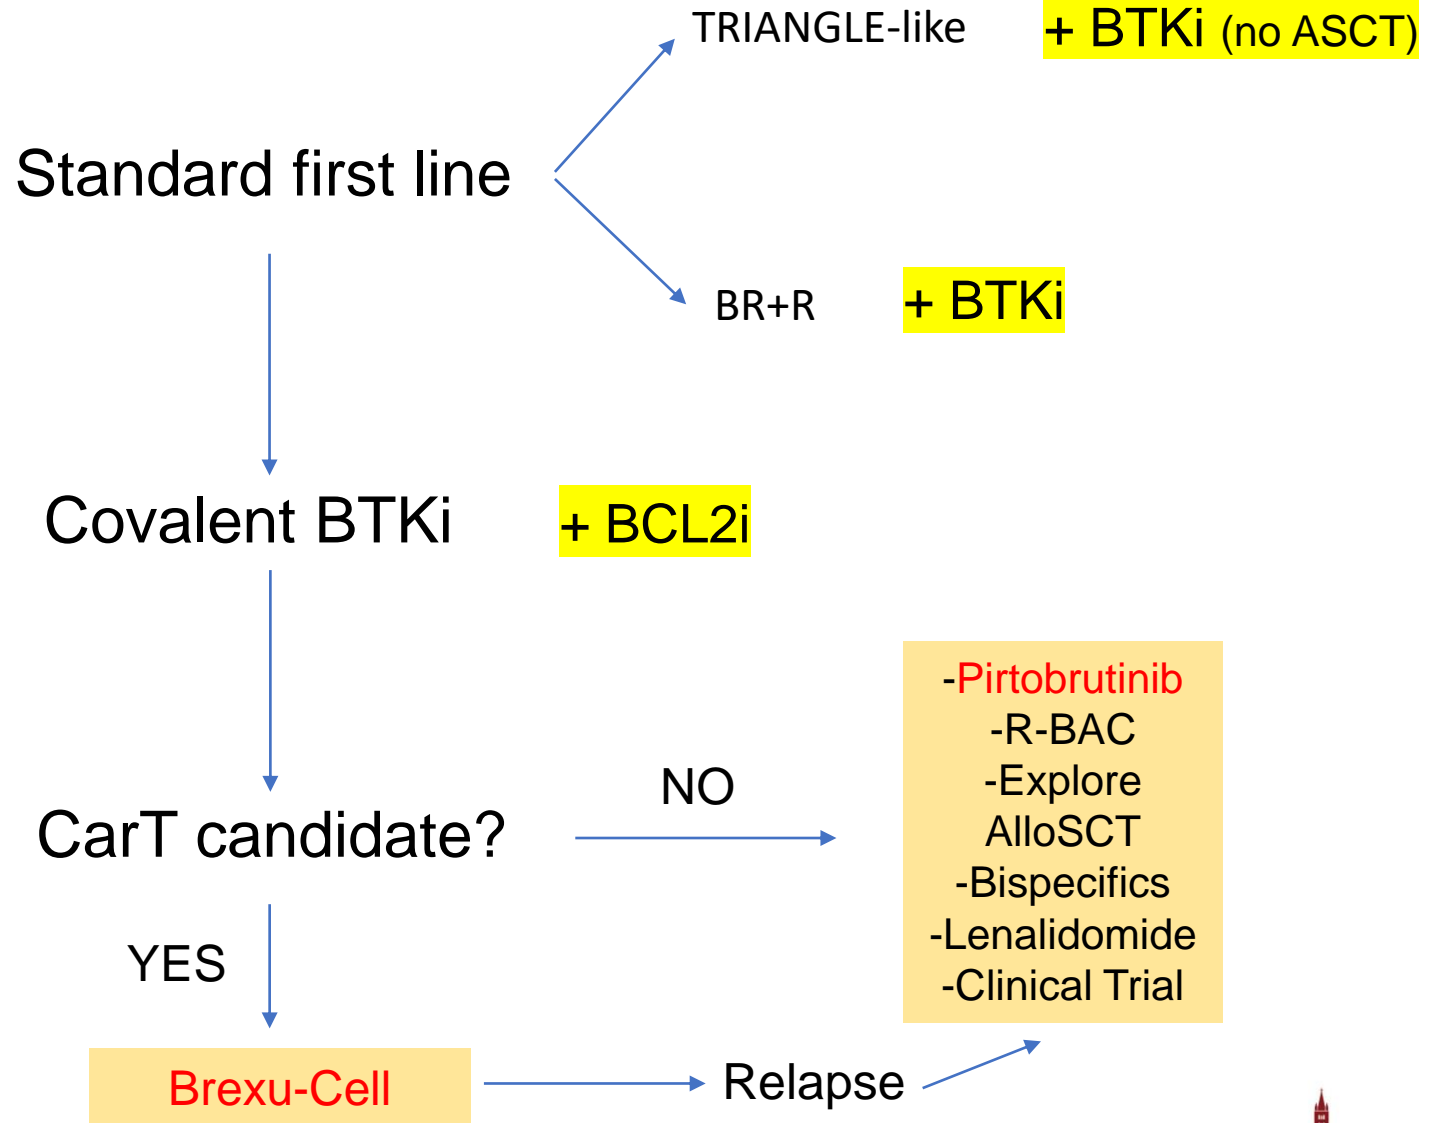 TRIANGLE-like + BTKi (no ASCT)
Standard first line
BR+R + BTKi
Covalent BTKi + BCL2i
-Pirtobrutinib
-R-BAC
-Explore
AlloSCT
-Bispecifics
-Lenalidomide
-Clinical Trial
NO
CarT candidate?
YES
Brexu-Cell
Relapse